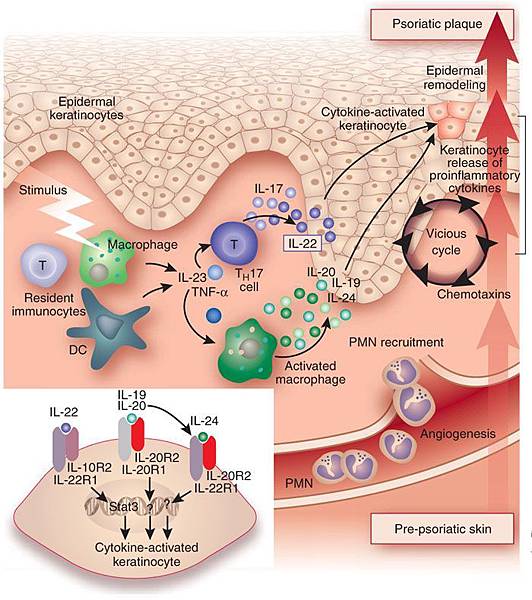 Psoriatic plaque
Epidermal
remodeling
Epidermal
keratinocytes
Cytokine-activated
keratinocyte
Keratinocyte
release of
proinflammatory
cytokines
Stimulus
IL-17
Macrophage
T
T
IL-22
Vicious
cycle
IL-23
TNF-α
TH17
cell
IL-20
IL-19
IL-24
Resident
immunocytes
Chemotaxins
DC
PMN recruitment
Activated
macrophage
IL-19
IL-20
IL-22
IL-24
Angiogenesis
IL-10R2
IL-22R1
IL-20R2
IL-20R1
IL-20R2
IL-22R1
PMN
Stat3
?
?
Cytokine-activated
keratinocyte
Pre-psoriatic skin